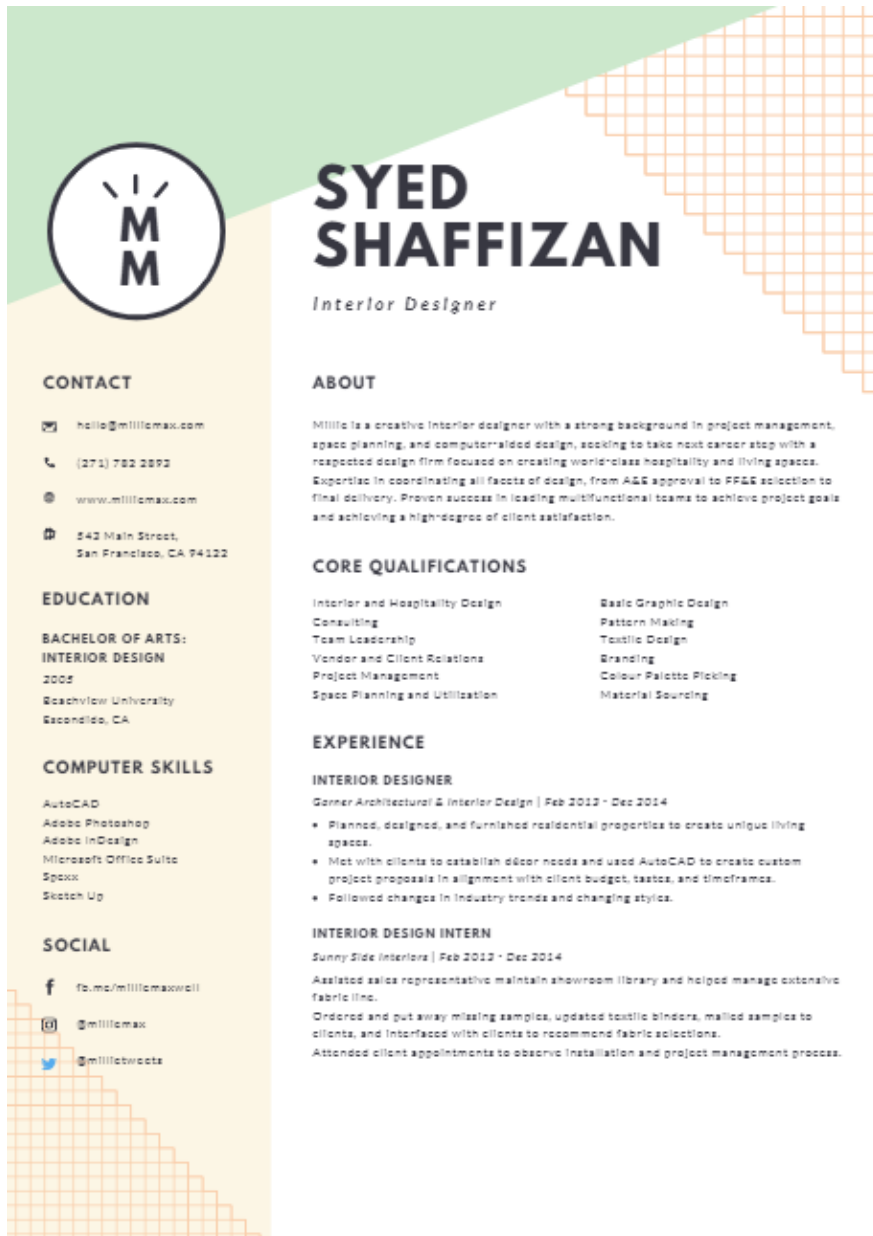 M
M
SYED
SHAFFIZAN
Interior Designer
CONTACT
hello@milliemax.com
(271) 782 2893
www.milliemax.com
543 Main Street,
San Francisco, CA 94122
EDUCATION
BACHELOR OF ARTS:
INTERIOR DESIGN
2005
Beachview University
Escondido, CA
COMPUTER SKILLS
AutoCAD
Adobe Photoshop
Adobe InDesign
Microsoft Office Suite
Spexx
Sketch Up
SOCIAL
fb.me/milliemaxwell
@milliemax
@millietweets
ABOUT
Millie is a creative interior designer with a strong background in project management,
space planning, and computer-aided design, seeking to take next career step with a
respected design firm focused on creating world-class hospitality and living spaces.
Expertise in coordinating all facets of design, from A&E approval to FF&E selection to
final delivery. Proven success in leading multifunctional teams to achieve project goals
and achieving a high-degree of client satisfaction.
CORE QUALIFICATIONS
Interior and Hospitality Design
Consulting
Team Leadership
Vendor and Client Relations
Project Management
Space Planning and Utilization
Basic Graphic Design
Pattern Making
Textile Design
Branding
Colour Palette Picking
Material Sourcing
EXPERIENCE
INTERIOR DESIGNER
Garner Architectural & Interior Design | Feb 2013 - Dec 2014
• Planned, designed, and furnished residential properties to create unique living
spaces.
• Met with clients to establish décor needs and used AutoCAD to create custom
project proposals in alignment with client budget, tastes, and timeframes.
• Followed changes in industry trends and changing styles.
INTERIOR DESIGN INTERN
Sunny Side Interiors | Feb 2013 - Dec 2014
Assisted sales representative maintain showroom library and helped manage extensive
fabric line.
Ordered and put away missing samples, updated textile binders, mailed samples to
clients, and interfaced with clients to recommend fabric selections.
Attended client appointments to observe installation and project management process.